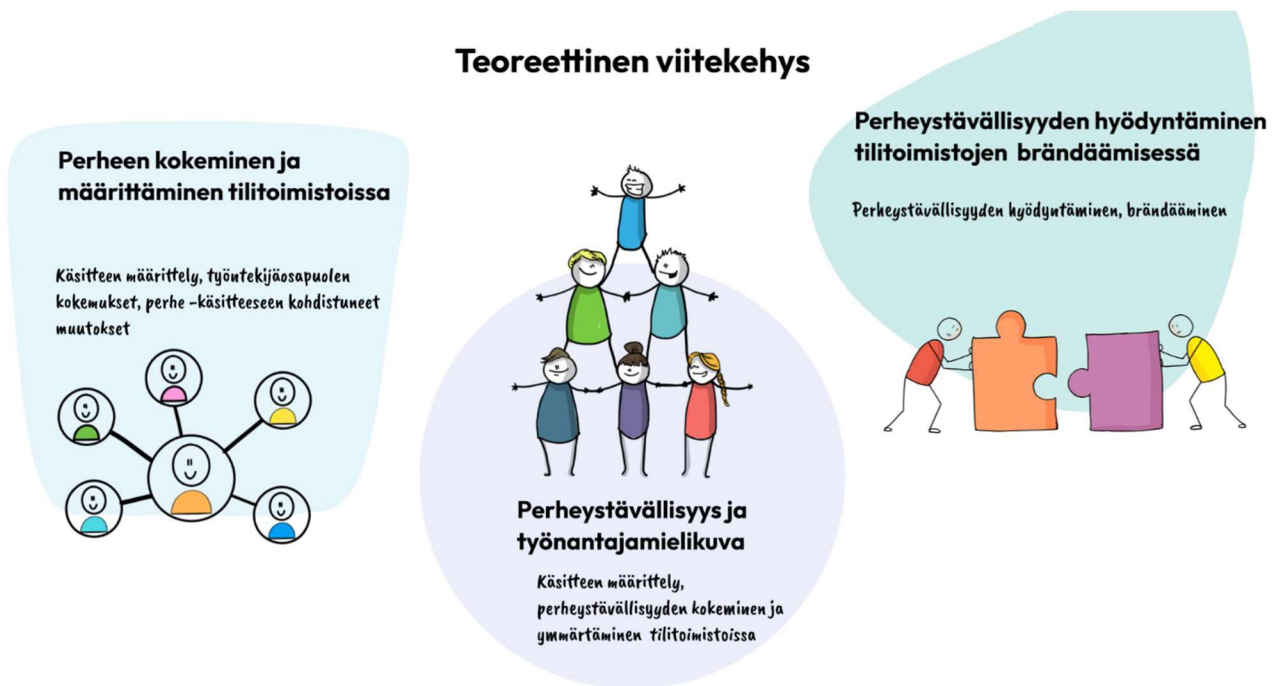 Teoreettinen viitekehys
Perheen kokeminen ja
määrittäminen tilitoimistoissa
Käsitteen määrittely, työntekijäosapuolen
kokemukset, perhe -käsitteeseen kohdistuneet
muutokset
Perheystävällisyys ja
työnantajamielikuva
Käsitteen määrittely,
perheystävällisyyden kokeminen ja
ymmärtäminen tilitoimistoissa
Perheystävällisyyden hyödyntäminen
tilitoimistojen brändäämisessä
Perheystävällisyyden hyödyntäminen, brändääminen